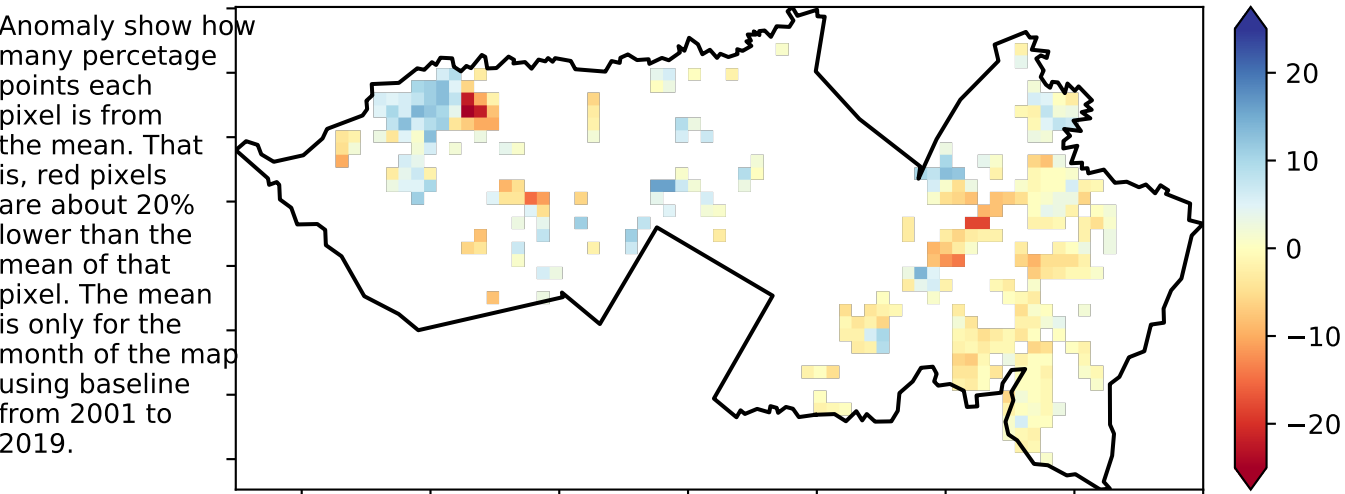 Anomaly show how
many percetage
points each
pixel is from
the mean. That
is, red pixels
are about 20%
lower than the
mean of that
pixel. The mean
is only for the
month of the map
using baseline
from 2001 to
2019.
20
10
0
−10
−20